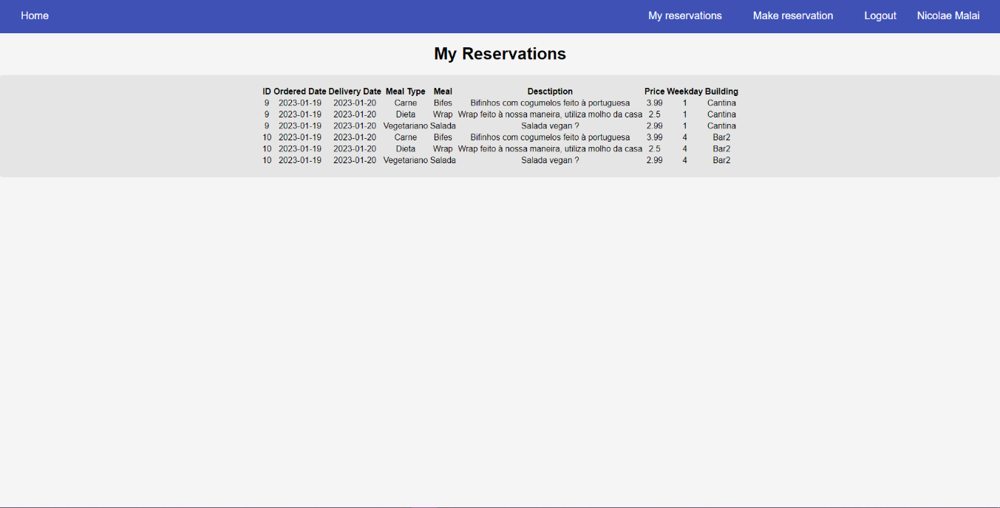 Home My reservations Make reservation Logout Nicolae Malai
My Reservations
ID Ordered Date Delivery Date Meal Type Meal Desctiption Price Weekday Building
9 2023-01-19 2023-01-20 Carne Bifes Bifinhos com cogumelos feito à portuguesa 3.99 1 Cantina
9 2023-01-19 2023-01-20 Dieta Wrap Wrap feito à nossa maneira, utiliza molho da casa 2.5 1 Cantina
9 2023-01-19 2023-01-20 Vegetariano Salada Salada vegan ? 2.99 1 Cantina
10 2023-01-19 2023-01-20 Carne Bifes Bifinhos com cogumelos feito à portuguesa 3.99 4 Bar2
10 2023-01-19 2023-01-20 Dieta Wrap Wrap feito à nossa maneira, utiliza molho da casa 2.5 4 Bar2
10 2023-01-19 2023-01-20 Vegetariano Salada Salada vegan ? 2.99 4 Bar2